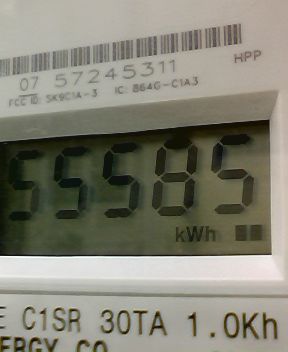 07 57245311
HPP
FCC ID: SK9C1A-3 IC: 864G-C1A3
55585
kWh
E C1SR 30TA 1.0Kh
ERGY CO